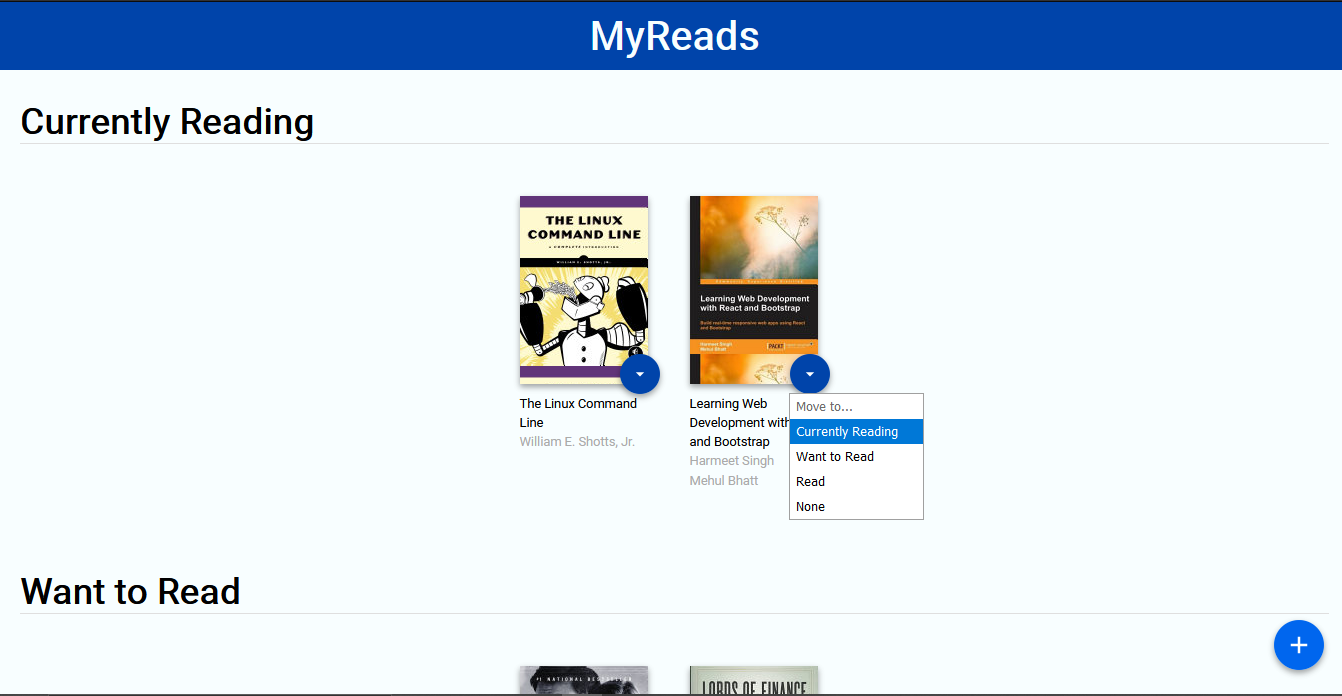 MyReads
Currently Reading
THE LINUX
COMMAND LINE
A COMPLETE INTRODUCTION
WILLIAM E. SHOTTS, JR.
Learning Web Development
with React and Bootstrap
Build real-time responsive web apps using React
and Bootstrap
Harmeet Singh
Mehul Bhatt
PACKT
The Linux Command
Line
William E. Shotts, Jr.
Learning Web
Development with
and Bootstrap
Harmeet Singh
Mehul Bhatt
Move to...
Currently Reading
Want to Read
Read
None
Want to Read
#1 NATIONAL BESTSELLER
LORDS OF FINANCE